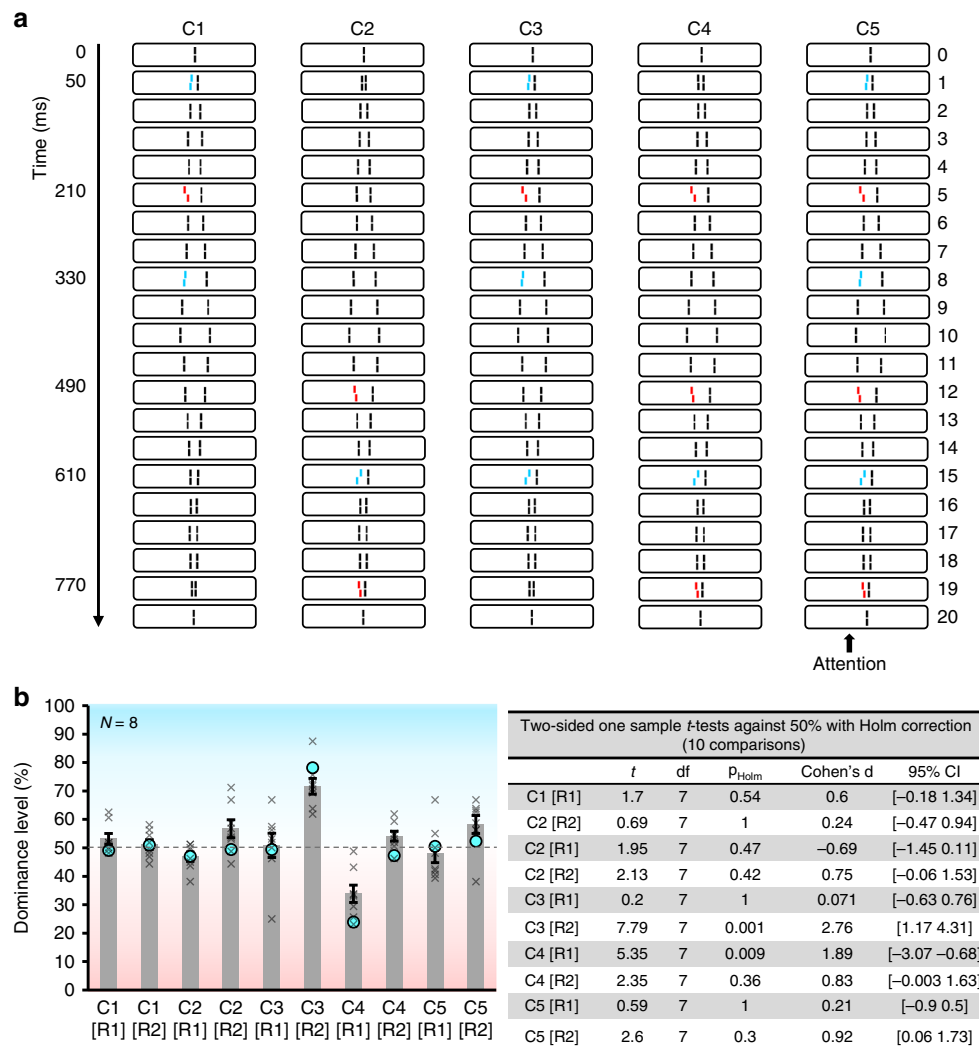 a
C1 C2 C3 C4 C5
Time (ms)
0 0
50 1
2
3
4
210 5
6
7
330 8
9
10
11
490 12
13
14
610 15
16
17
18
770 19
20
Attention
b
Dominance level (%)
N = 8
100
90
80
70
60
50
40
30
20
10
0
C1 C1 C2 C2 C3 C3 C4 C4 C5 C5
[R1] [R2] [R1] [R2] [R1] [R2] [R1] [R2] [R1] [R2]
Two-sided one sample t-tests against 50% with Holm correction
(10 comparisons)
t df pHolm Cohen's d 95% CI
C1 [R1] 1.7 7 0.54 0.6 [−0.18 1.34]
C2 [R2] 0.69 7 1 0.24 [−0.47 0.94]
C2 [R1] 1.95 7 0.47 −0.69 [−1.45 0.11]
C2 [R2] 2.13 7 0.42 0.75 [−0.06 1.53]
C3 [R1] 0.2 7 1 0.071 [−0.63 0.76]
C3 [R2] 7.79 7 0.001 2.76 [1.17 4.31]
C4 [R1] 5.35 7 0.009 1.89 [−3.07 −0.68]
C4 [R2] 2.35 7 0.36 0.83 [−0.003 1.63]
C5 [R1] 0.59 7 1 0.21 [−0.9 0.5]
C5 [R2] 2.6 7 0.3 0.92 [0.06 1.73]